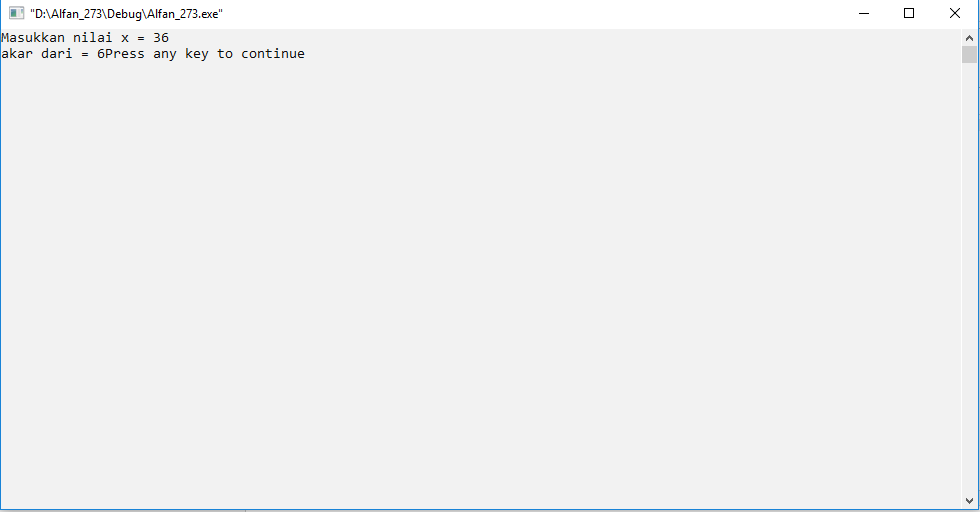 "D:\Alfan_273\Debug\Alfan_273.exe"
Masukkan nilai x = 36
akar dari = 6Press any key to continue